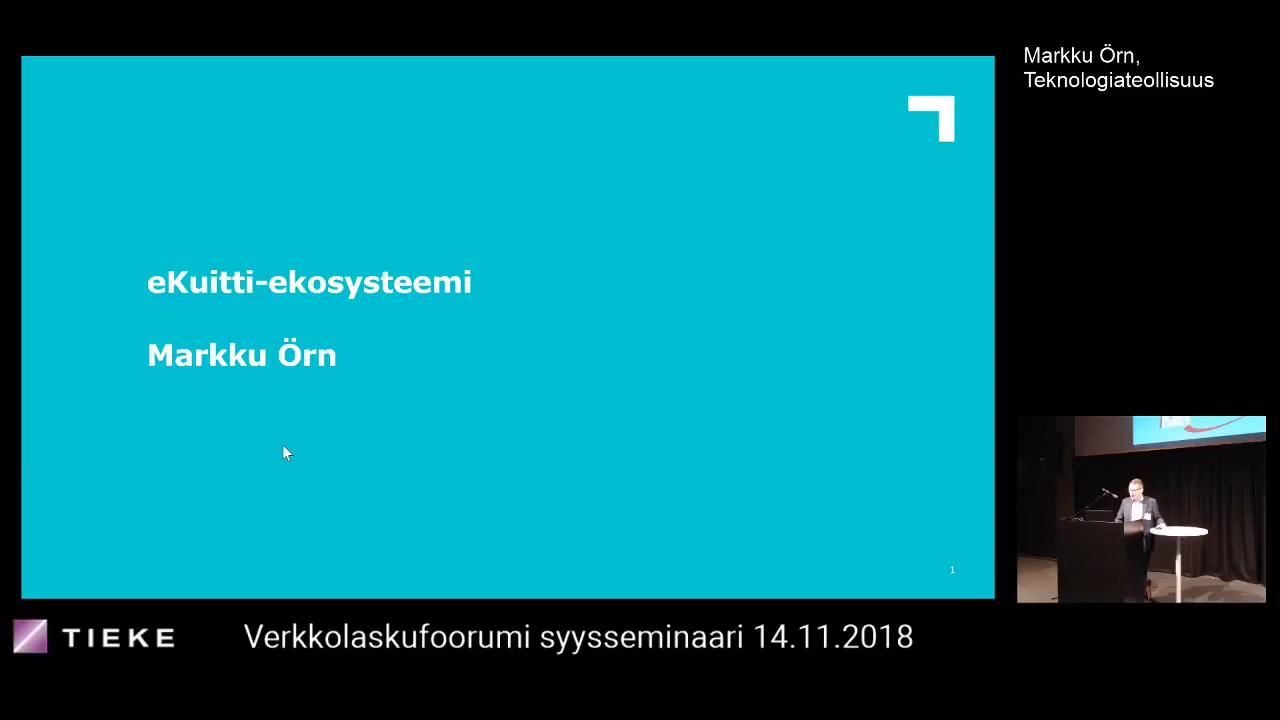 Markku Örn,
Teknologiateollisuus
eKuitti-ekosysteemi
Markku Örn
1
TIEKE
Verkkolaskufoorumi syysseminaari 14.11.2018